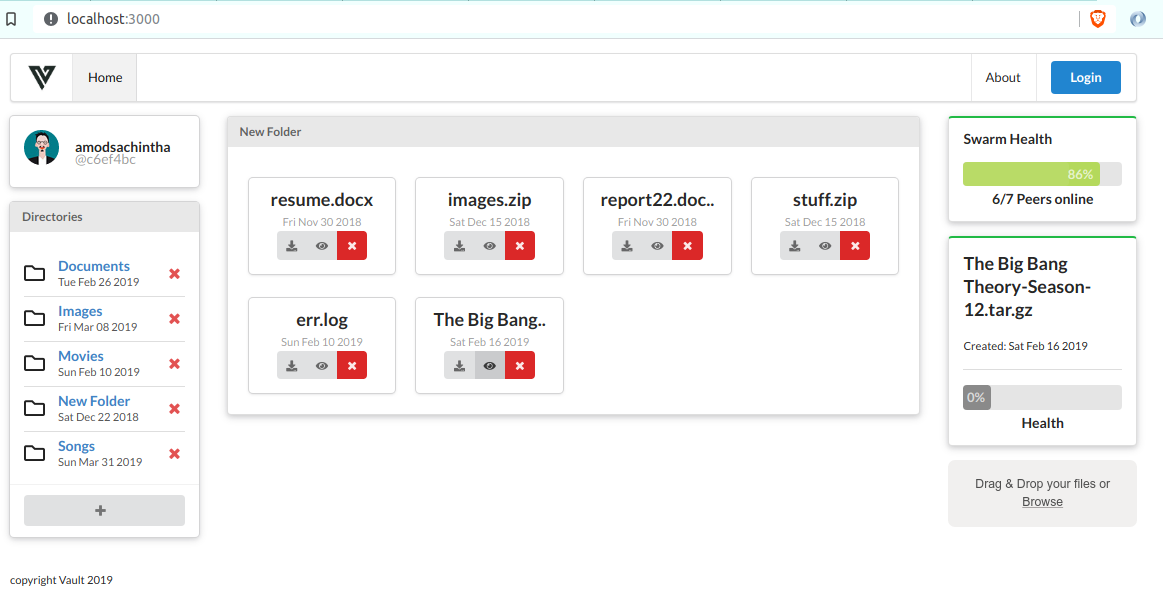 localhost:3000
Home
About
Login
amodsachintha
@c6ef4bc
Directories
Documents
Tue Feb 26 2019
Images
Fri Mar 08 2019
Movies
Sun Feb 10 2019
New Folder
Sat Dec 22 2018
Songs
Sun Mar 31 2019
+
New Folder
resume.docx
Fri Nov 30 2018
images.zip
Sat Dec 15 2018
report22.doc..
Fri Nov 30 2018
stuff.zip
Sat Dec 15 2018
err.log
Sun Feb 10 2019
The Big Bang..
Sat Feb 16 2019
Swarm Health
86%
6/7 Peers online
The Big Bang
Theory-Season-
12.tar.gz
Created: Sat Feb 16 2019
0%
Health
Drag & Drop your files or
Browse
copyright Vault 2019